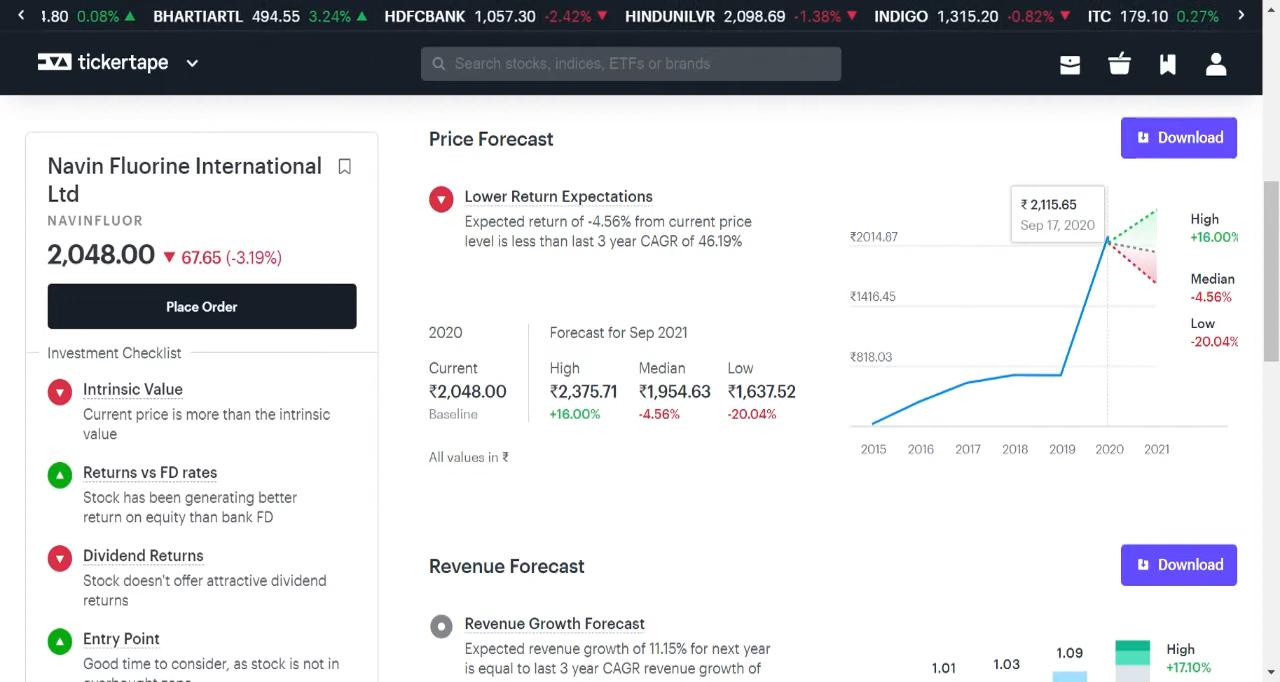 4.80 0.08% ▲ BHARTIARTL 494.55 3.24% ▲ HDFCBANK 1,057.30 -2.42% ▼ HINDUNILVR 2,098.69 -1.38% ▼ INDIGO 1,315.20 -0.82% ▼ ITC 179.10 0.27%
tickertape
Search stocks, indices, ETFs or brands
Navin Fluorine International
Ltd
NAVINFLUOR
2,048.00 ▼ 67.65 (-3.19%)
Place Order
Investment Checklist
Intrinsic Value
Current price is more than the intrinsic
value
Returns vs FD rates
Stock has been generating better
return on equity than bank FD
Dividend Returns
Stock doesn't offer attractive dividend
returns
Entry Point
Good time to consider, as stock is not in
overbought zone
Price Forecast
Download
Lower Return Expectations
Expected return of -4.56% from current price
level is less than last 3 year CAGR of 46.19%
2020
Forecast for Sep 2021
Current High Median Low
₹2,048.00 ₹2,375.71 ₹1,954.63 ₹1,637.52
Baseline +16.00% -4.56% -20.04%
All values in ₹
₹ 2,115.65
Sep 17, 2020
₹2014.87
₹1416.45
₹818.03
2015 2016 2017 2018 2019 2020 2021
High
+16.00%
Median
-4.56%
Low
-20.04%
Revenue Forecast
Download
Revenue Growth Forecast
Expected revenue growth of 11.15% for next year
is equal to last 3 year CAGR revenue growth of
1.01 1.03 1.09
High
+17.10%